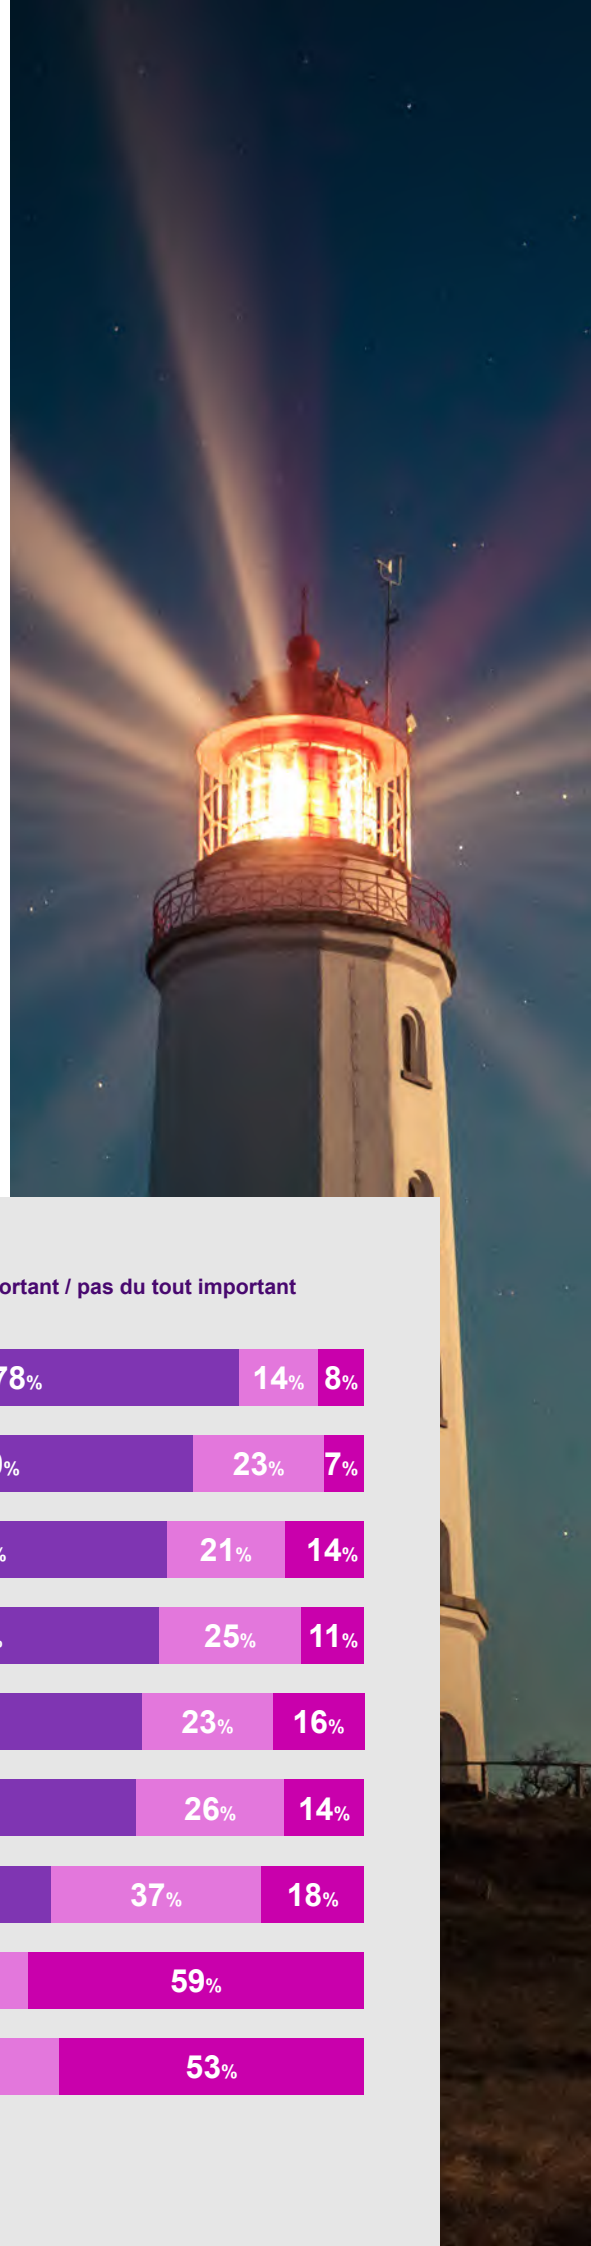 ortant / pas du tout important
78% 14% 8%
% 23% 7%
% 21% 14%
25% 11%
23% 16%
26% 14%
37% 18%
59%
53%